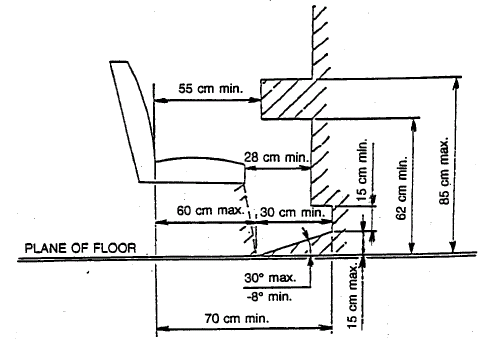 55 cm min.
28 cm min.
15 cm min.
62 cm min.
85 cm max.
60 cm max.
30 cm min.
PLANE OF FLOOR
30° max.
-8° min.
15 cm max.
70 cm min.